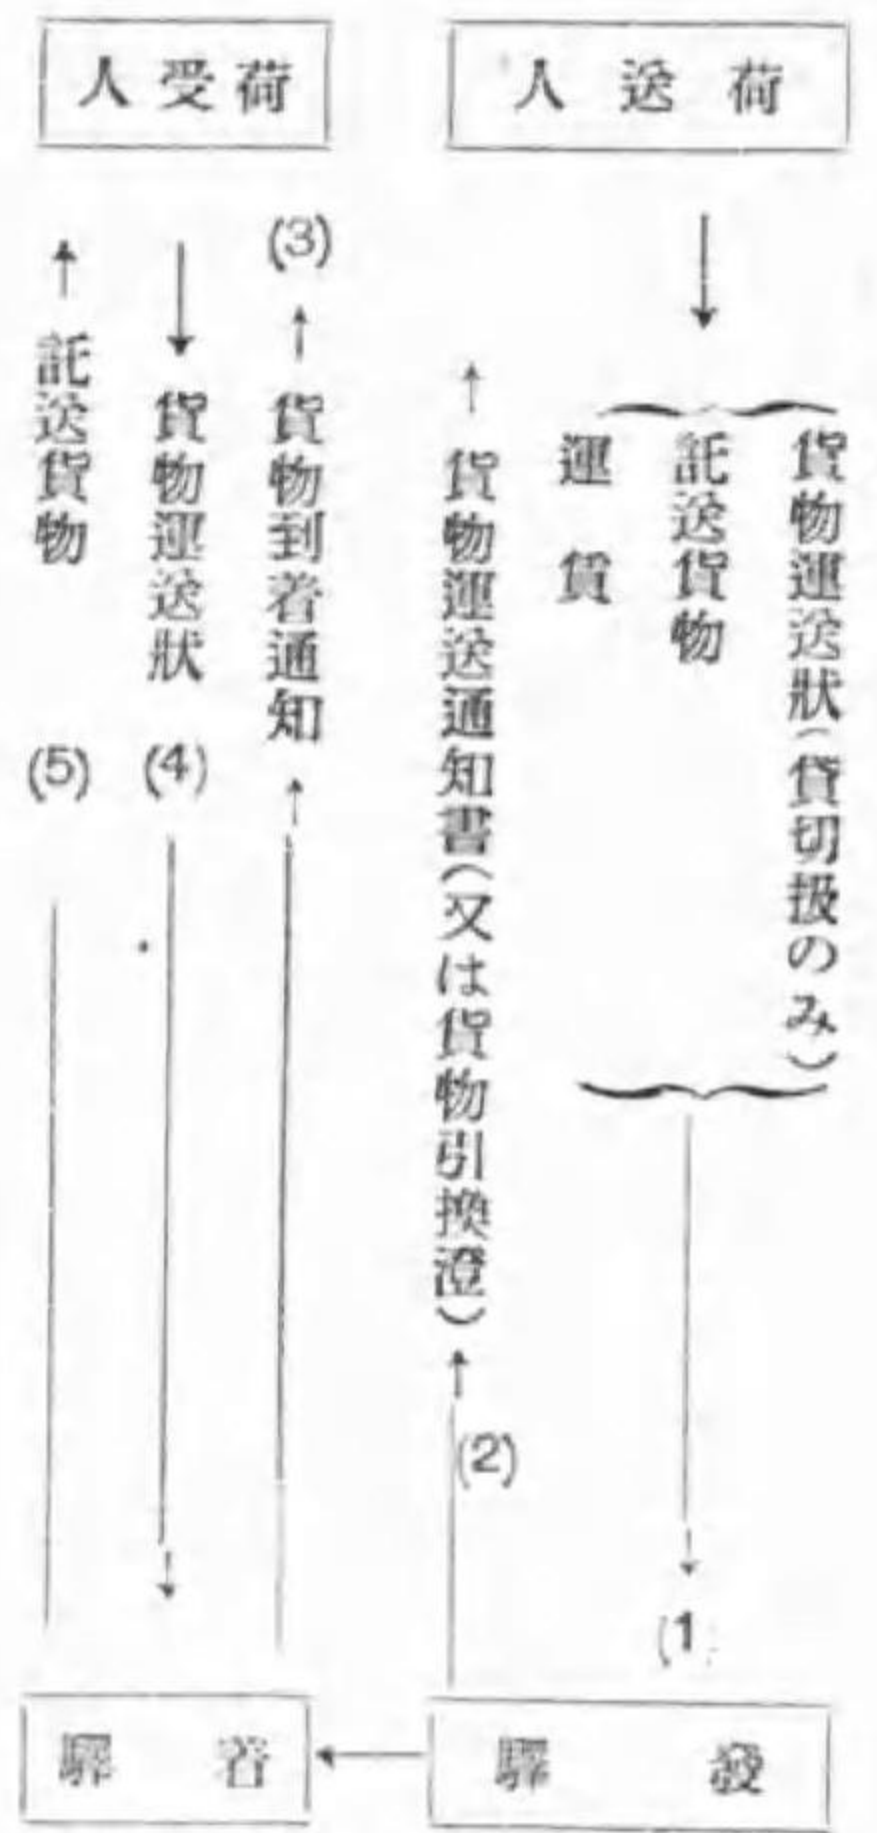 荷送人
貨物運送狀(貸切扱のみ)
託送貨物
運賃
(1)
貨物運送通知書(又は貨物引換澄)
(2)
發驛
荷受人
(3)
貨物到着通知
貨物運送狀
(4)
託送貨物
(5)
着驛